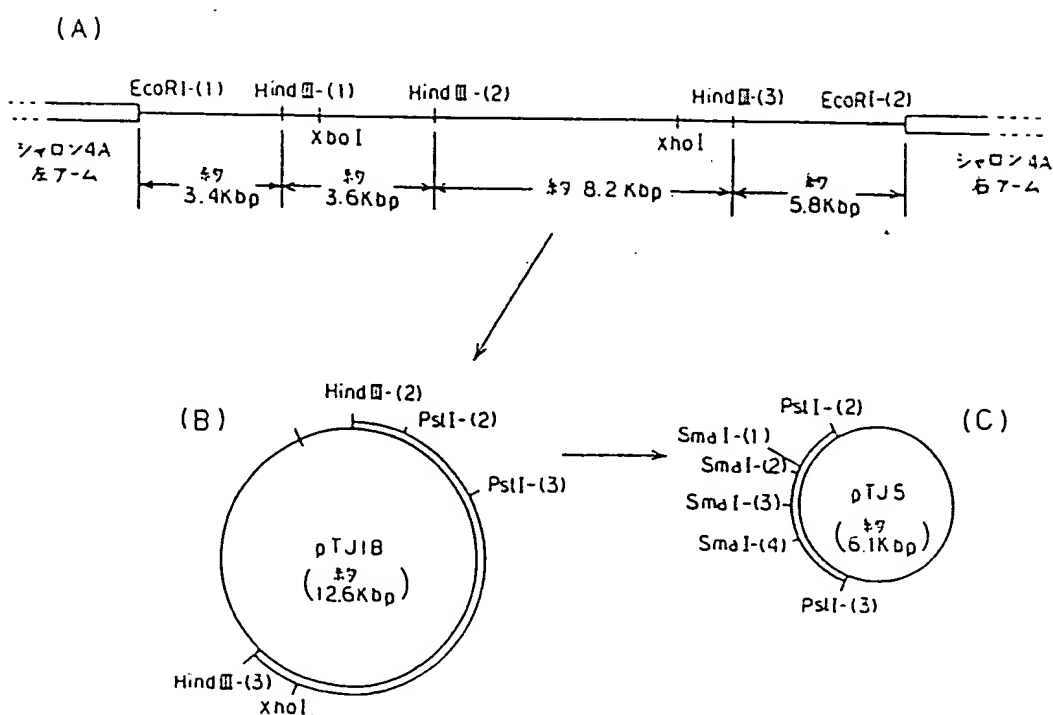 (A)
EcoRI-(1)
HindⅢ-(1)
HindⅢ-(2)
HindⅢ-(3)
EcoRI-(2)
XboI
XhoI
シャロン4A
左アーム
シャロン4A
右アーム
約
3.4Kbp
約
3.6Kbp
約 8.2Kbp
約
5.8Kbp
(B)
HindⅢ-(2)
PstI-(2)
PstI-(3)
pTJ18
(約
12.6Kbp)
HindⅢ-(3)
XhoI
(C)
PstI-(2)
SmaI-(1)
SmaI-(2)
SmaI-(3)
SmaI-(4)
pTJ5
(約
6.1Kbp)
PstI-(3)